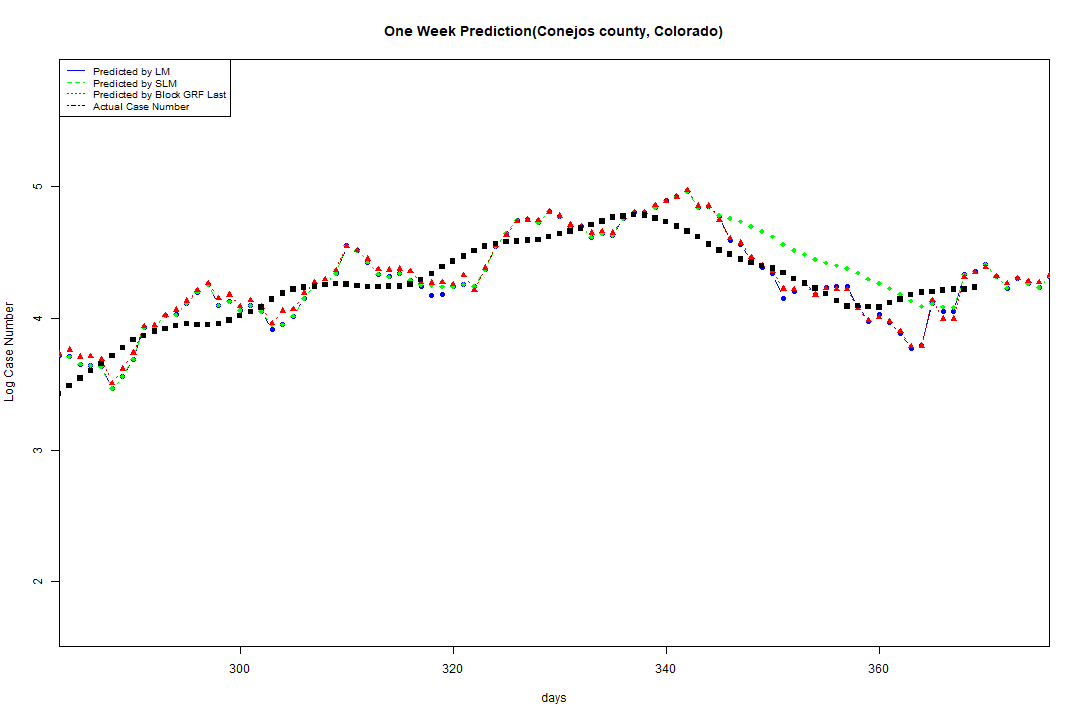 One Week Prediction(Conejos county, Colorado)
Predicted by LM
Predicted by SLM
Predicted by Block GRF Last
Actual Case Number
5
4
3
2
Log Case Number
300 320 340 360
days